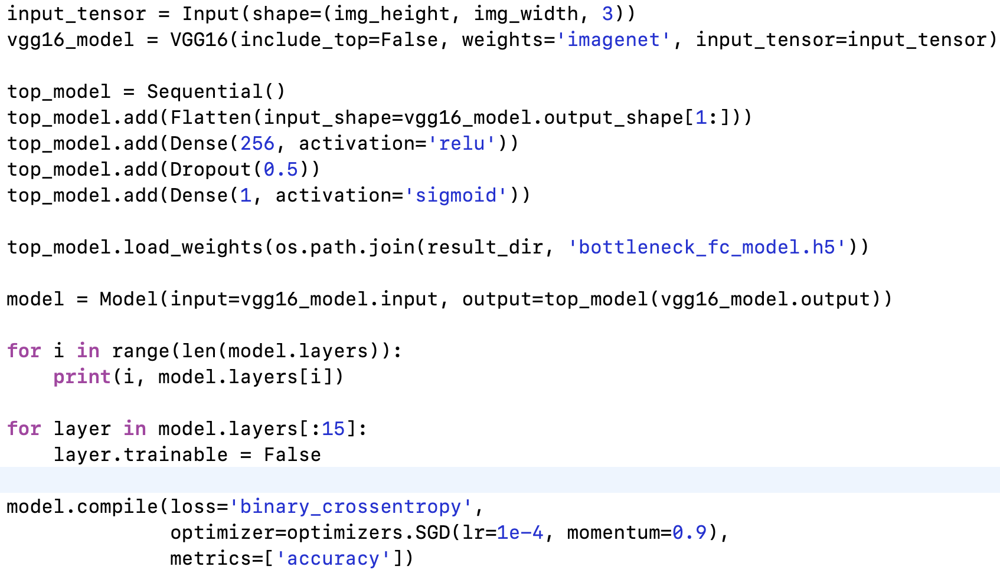 input_tensor = Input(shape=(img_height, img_width, 3))
vgg16_model = VGG16(include_top=False, weights='imagenet', input_tensor=input_tensor)

top_model = Sequential()
top_model.add(Flatten(input_shape=vgg16_model.output_shape[1:]))
top_model.add(Dense(256, activation='relu'))
top_model.add(Dropout(0.5))
top_model.add(Dense(1, activation='sigmoid'))

top_model.load_weights(os.path.join(result_dir, 'bottleneck_fc_model.h5'))

model = Model(input=vgg16_model.input, output=top_model(vgg16_model.output))

for i in range(len(model.layers)):
    print(i, model.layers[i])

for layer in model.layers[:15]:
    layer.trainable = False

model.compile(loss='binary_crossentropy',
              optimizer=optimizers.SGD(lr=1e-4, momentum=0.9),
              metrics=['accuracy'])